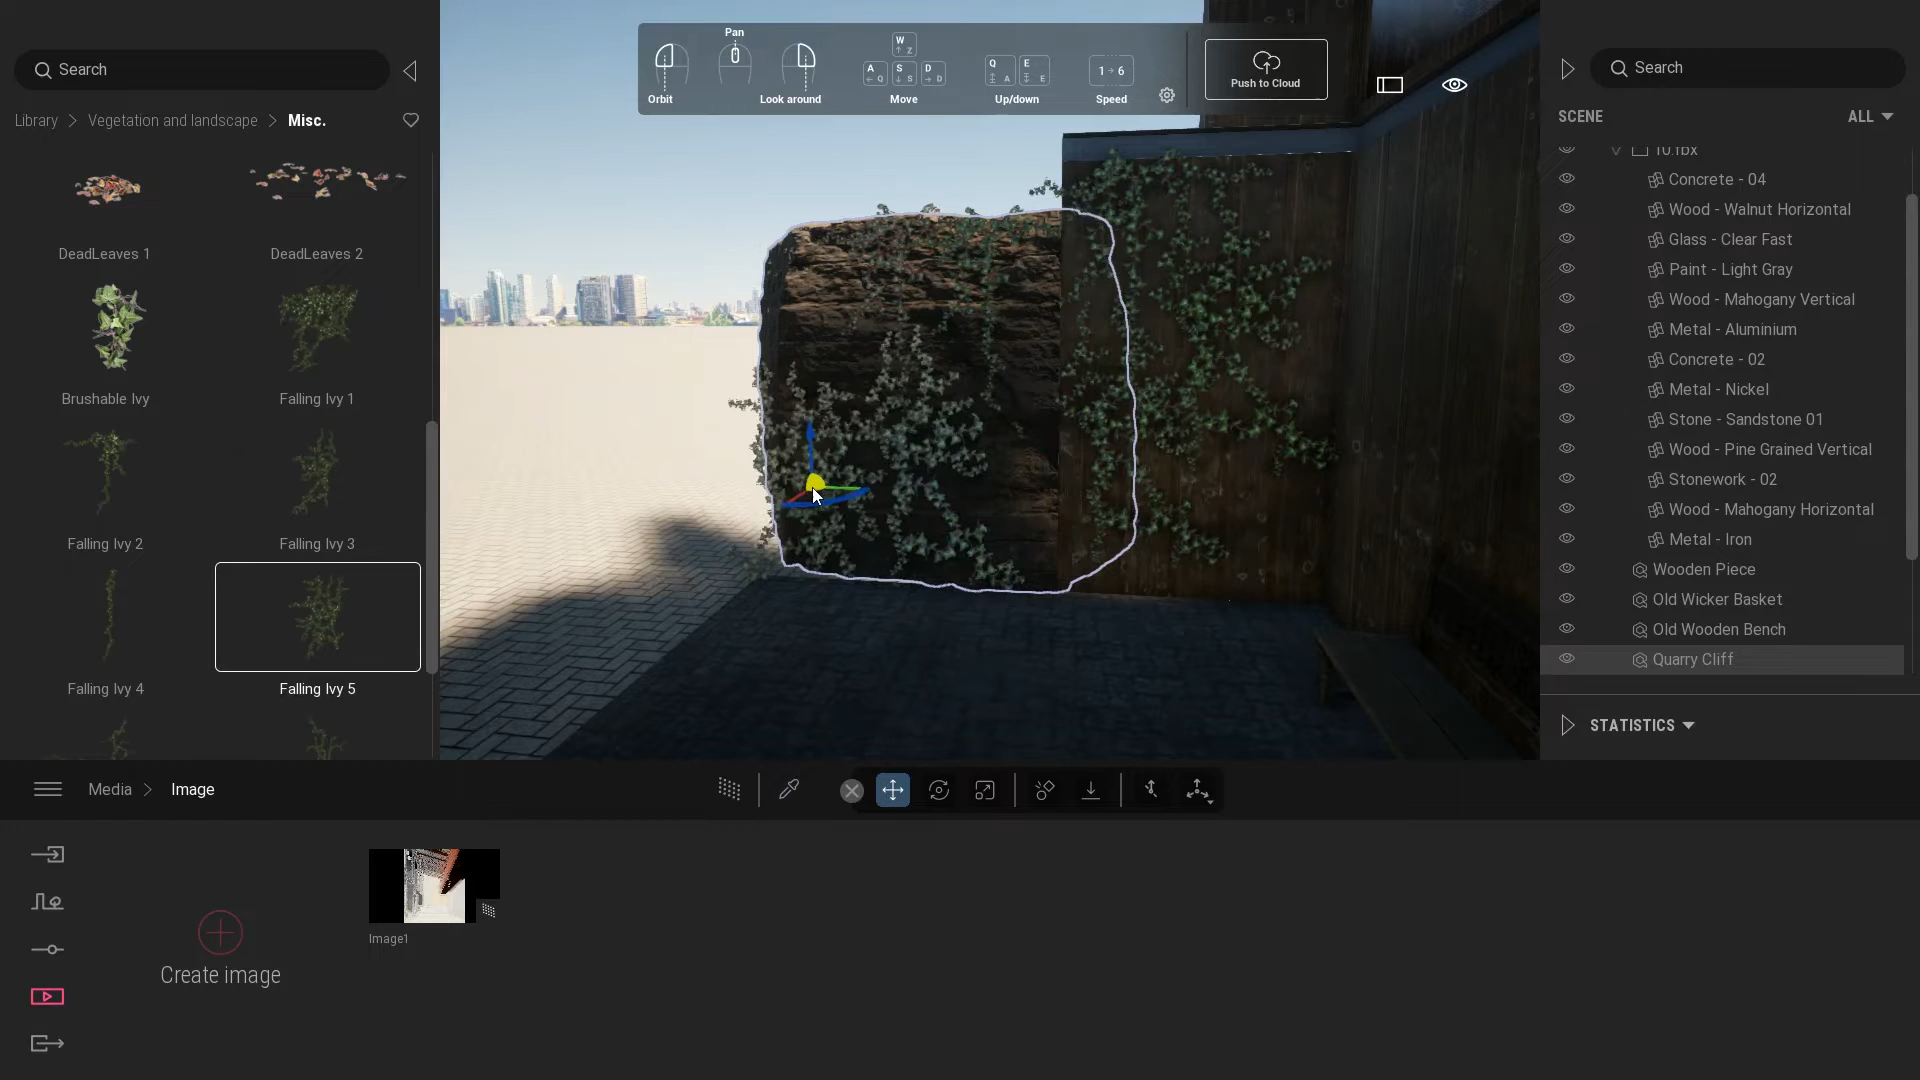 Search
Library
Vegetation and landscape
Misc.
DeadLeaves 1
DeadLeaves 2
Brushable Ivy
Falling Ivy 1
Falling Ivy 2
Falling Ivy 3
Falling Ivy 4
Falling Ivy 5
Pan
Orbit
Look around
W
Z
A
Q
S
S
D
D
Move
Q
A
E
E
Up/down
1
6
Speed
Push to Cloud
Search
SCENE
ALL
10.fbx
Concrete - 04
Wood - Walnut Horizontal
Glass - Clear Fast
Paint - Light Gray
Wood - Mahogany Vertical
Metal - Aluminium
Concrete - 02
Metal - Nickel
Stone - Sandstone 01
Wood - Pine Grained Vertical
Stonework - 02
Wood - Mahogany Horizontal
Metal - Iron
Wooden Piece
Old Wicker Basket
Old Wooden Bench
Quarry Cliff
STATISTICS
Media
Image
Create image
Image1